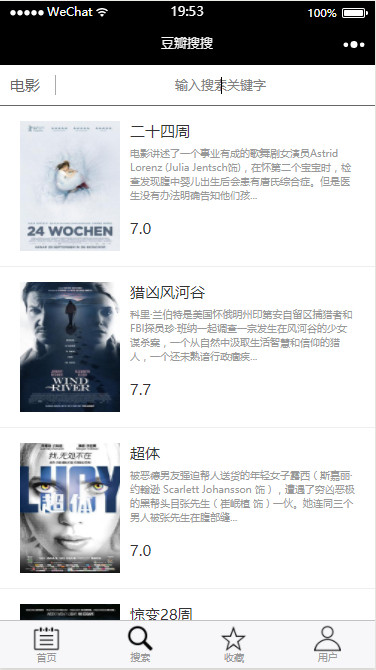 WeChat 19:53 100%
豆瓣搜搜
电影 输入搜索关键字
二十四周
电影讲述了一个事业有成的歌舞剧女演员Astrid
Lorenz (Julia Jentsch饰)，在怀第二个宝宝时，检
查发现腹中婴儿出生后会患有唐氏综合症。但是医
生没有办法明确告知他们孩...
7.0
24 WOCHEN
猎凶风河谷
科里·兰伯特是美国怀俄明州印第安自留区捕猎者和
FBI探员珍·班纳一起调查一宗发生在风河谷的少女
谋杀案，一个从自然中汲取生活智慧和信仰的猎
人，一个还未熟谙行政痼疾...
7.7
WIND
RIVER
超体
被恶痞男友强迫帮人送货的年轻女子露西（斯嘉丽·
约翰逊 Scarlett Johansson 饰），遭遇了穷凶恶极
的黑帮头目张先生（崔岷植 饰）一伙。她连同三个
男人被张先生在腹部缝...
7.0
我,无处不在
LUCY
超体
惊变28周
首页 搜索 收藏 用户